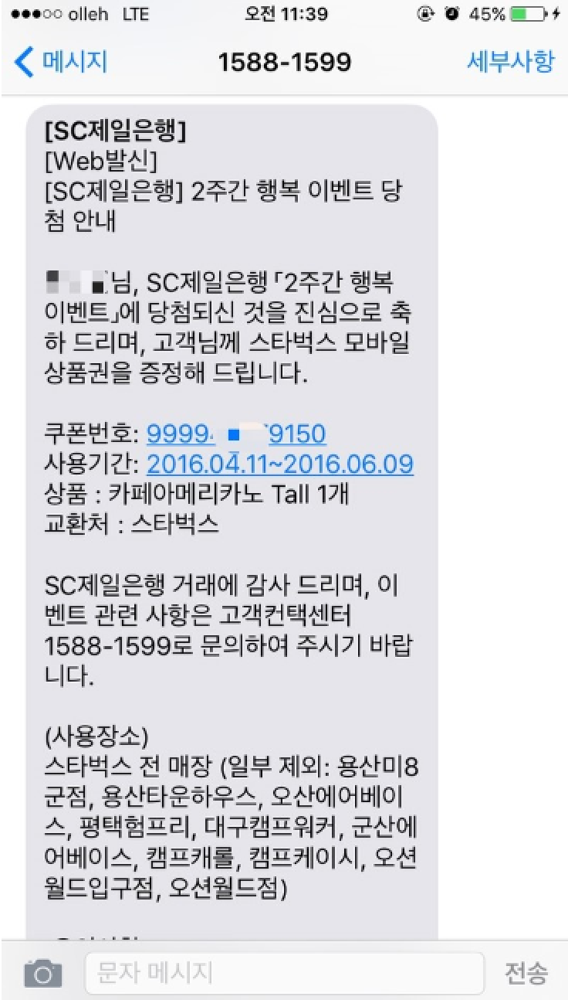 olleh LTE 오전 11:39 45%
메시지 1588-1599 세부사항
[SC제일은행]
[Web발신]
[SC제일은행] 2주간 행복 이벤트 당
첨 안내
님, SC제일은행 「2주간 행복
이벤트」에 당첨되신 것을 진심으로 축
하 드리며, 고객님께 스타벅스 모바일
상품권을 증정해 드립니다.
쿠폰번호: 9999 9150
사용기간: 2016.04.11~2016.06.09
상품 : 카페아메리카노 Tall 1개
교환처 : 스타벅스
SC제일은행 거래에 감사 드리며, 이
벤트 관련 사항은 고객컨택센터
1588-1599로 문의하여 주시기 바랍
니다.
(사용장소)
스타벅스 전 매장 (일부 제외: 용산미8
군점, 용산타운하우스, 오산에어베이
스, 평택험프리, 대구캠프워커, 군산에
어베이스, 캠프캐롤, 캠프케이시, 오션
월드입구점, 오션월드점)
문자 메시지 전송